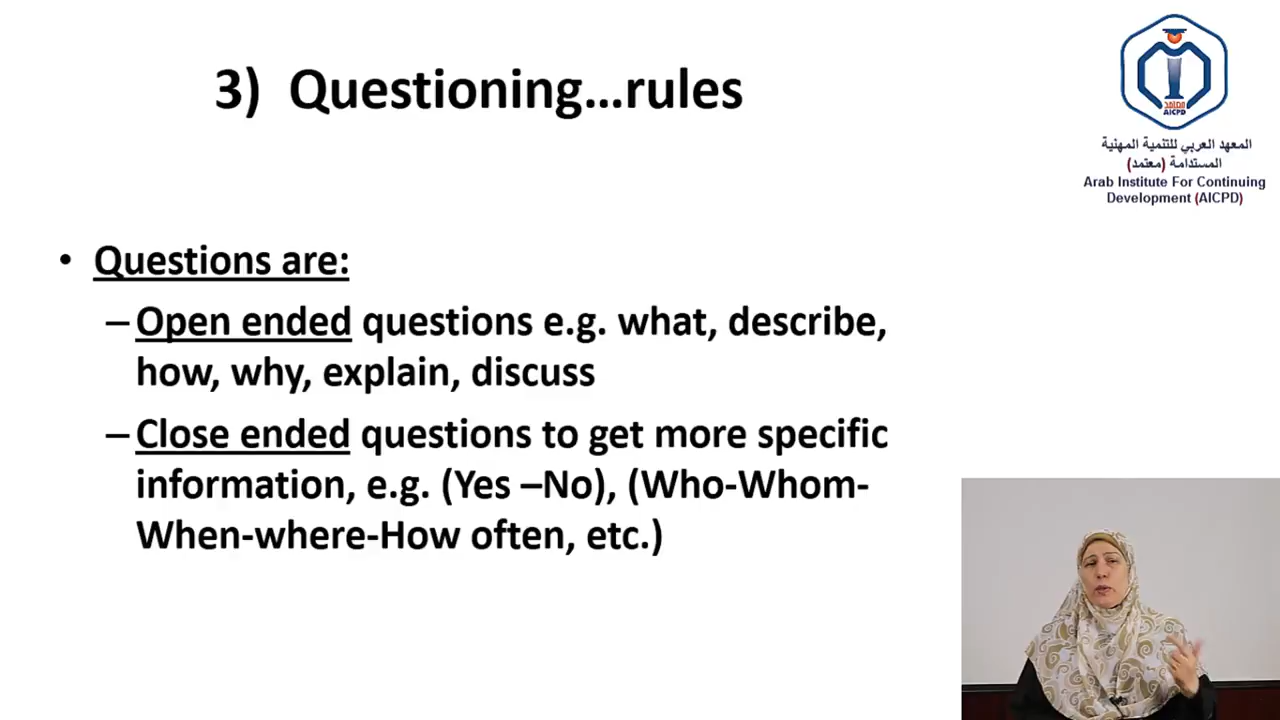 3) Questioning...rules
معتمد
AICPD
المعهد العربي للتنمية المهنية
المستدامة (معتمد)
Arab Institute For Continuing
Development (AICPD)
• Questions are:
–Open ended questions e.g. what, describe,
how, why, explain, discuss
–Close ended questions to get more specific
information, e.g. (Yes –No), (Who-Whom-
When-where-How often, etc.)